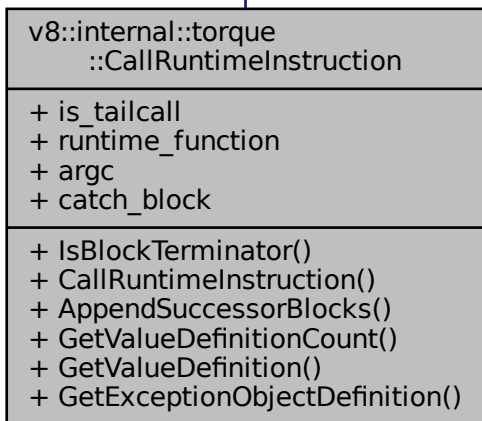 v8::internal::torque
::CallRuntimeInstruction
+ is_tailcall
+ runtime_function
+ argc
+ catch_block
+ IsBlockTerminator()
+ CallRuntimeInstruction()
+ AppendSuccessorBlocks()
+ GetValueDefinitionCount()
+ GetValueDefinition()
+ GetExceptionObjectDefinition()